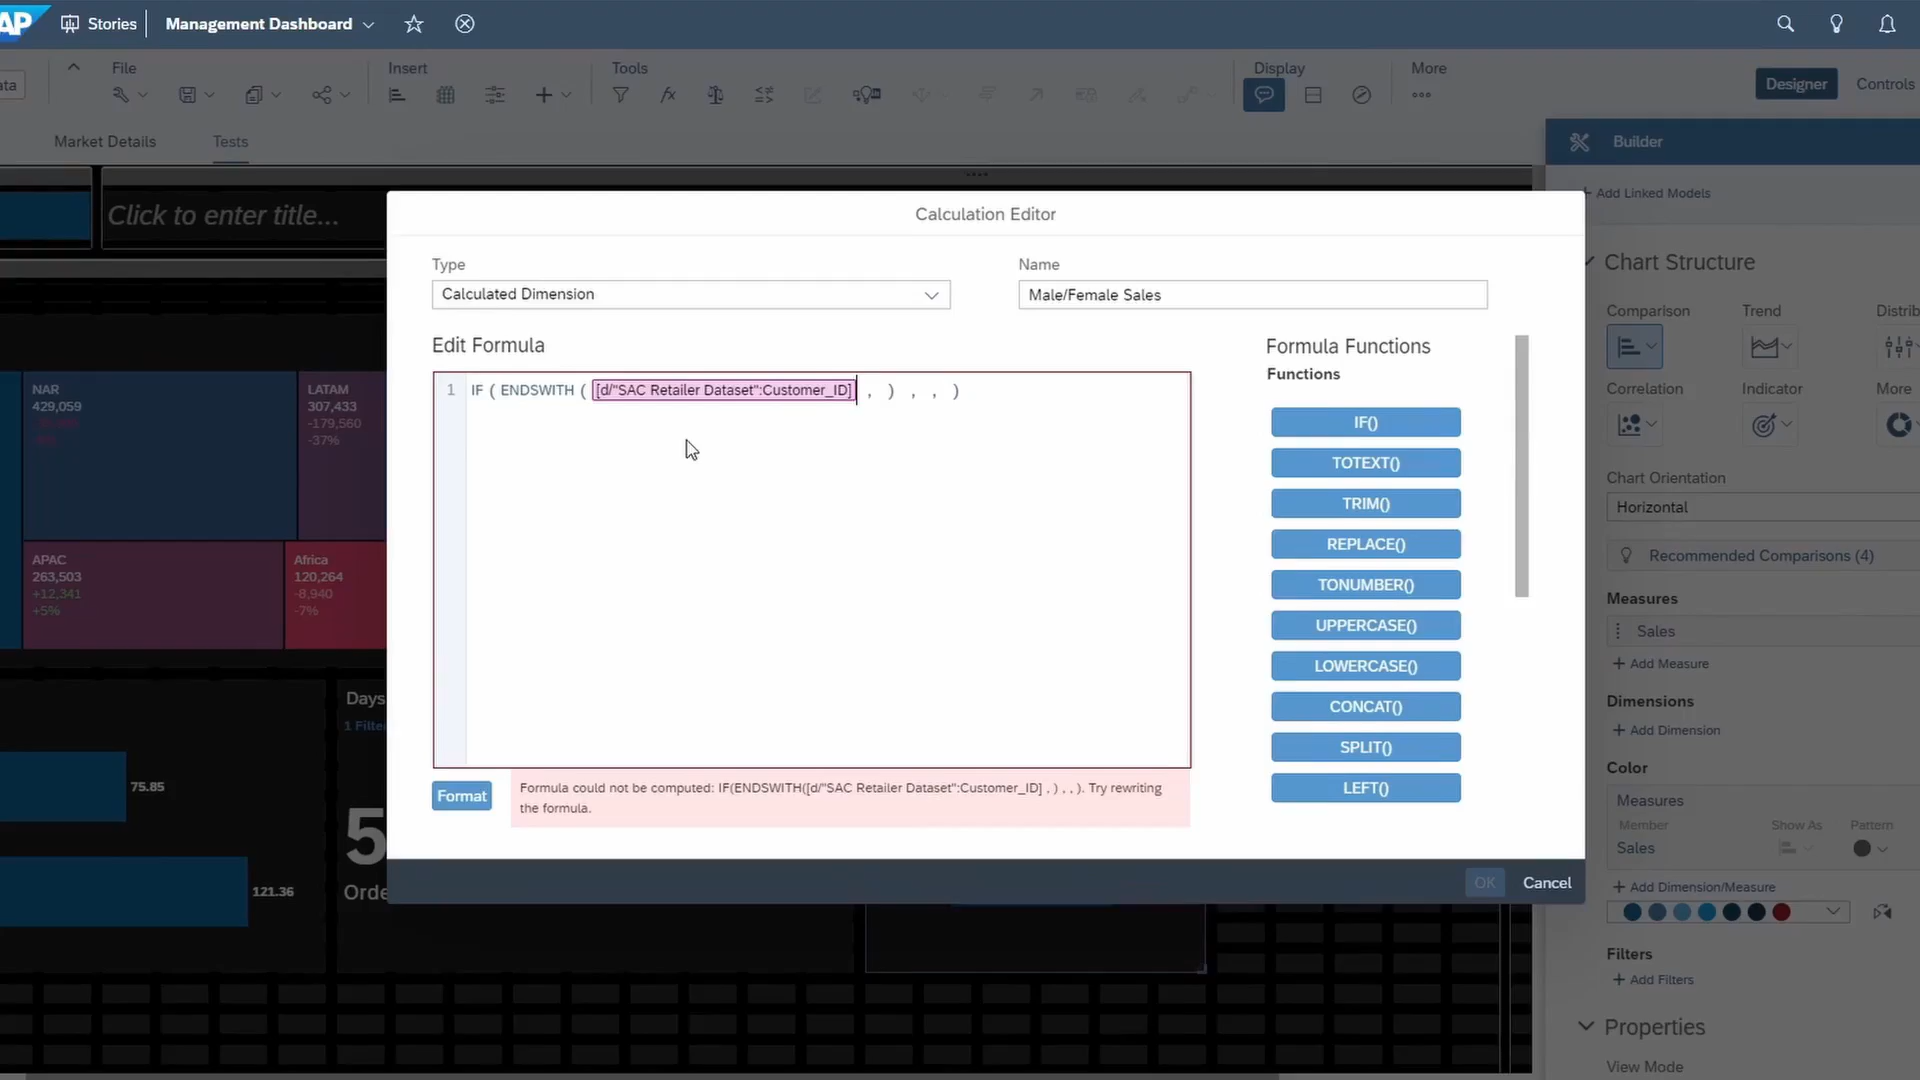 AP
Stories
Management Dashboard
ata
File
Insert
Tools
Display
More
Designer
Controls
Market Details
Tests
Builder
Click to enter title...
Add Linked Models
Calculation Editor
Type
Name
Calculated Dimension
Male/Female Sales
Edit Formula
1 IF ( ENDSWITH ( [d/"SAC Retailer Dataset":Customer_ID] , ) , , )
Formula Functions
Functions
IF()
TOTEXT()
TRIM()
REPLACE()
TONUMBER()
UPPERCASE()
LOWERCASE()
CONCAT()
SPLIT()
LEFT()
Format
Formula could not be computed: IF(ENDSWITH([d/"SAC Retailer Dataset":Customer_ID] , ) , , ). Try rewriting
the formula.
OK
Cancel
NAR
429,059
LATAM
307,433
-179,560
-37%
APAC
263,503
+12,341
+5%
Africa
120,264
-8,940
-7%
Days
1 Filte
75.85
121.36
5
Orde
Chart Structure
Comparison
Trend
Distrib
Correlation
Indicator
More
Chart Orientation
Horizontal
Recommended Comparisons (4)
Measures
Sales
+ Add Measure
Dimensions
+ Add Dimension
Color
Measures
Member
Show As
Pattern
Sales
+ Add Dimension/Measure
Filters
+ Add Filters
Properties
View Mode